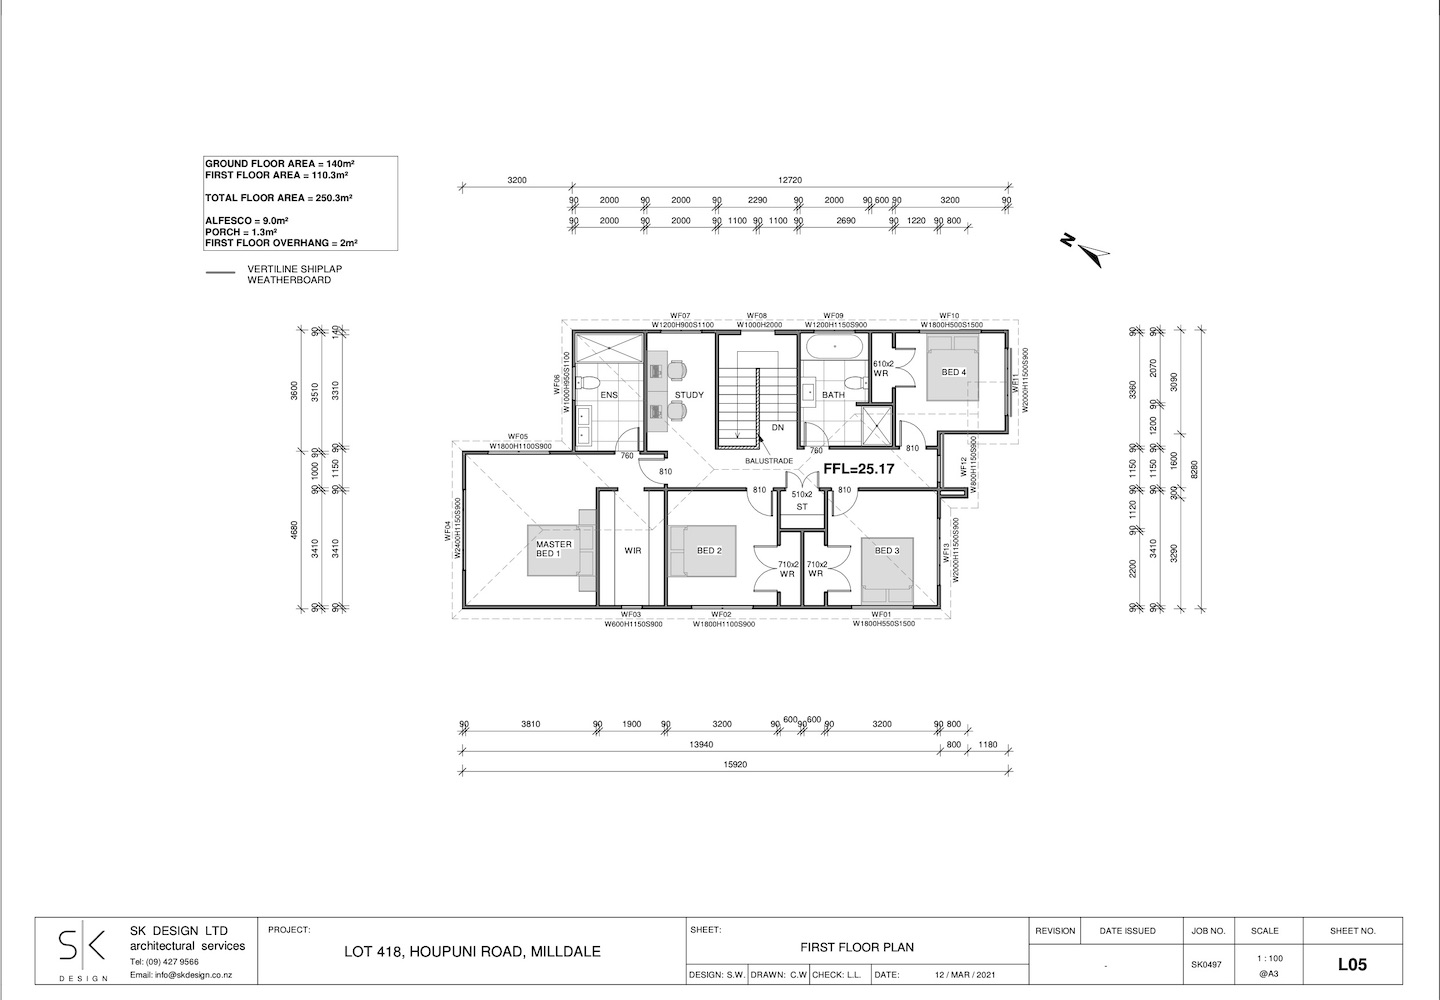 GROUND FLOOR AREA = 140m²
FIRST FLOOR AREA = 110.3m²
TOTAL FLOOR AREA = 250.3m²
ALFESCO = 9.0m²
PORCH = 1.3m²
FIRST FLOOR OVERHANG = 2m²
VERTILINE SHIPLAP
WEATHERBOARD
3200 12720
90 2000 90 2000 90 2290 90 2000 90 600 90 3200 90
90 2000 90 2000 90 1100 90 1100 90 2690 90 1220 90 800
N
WF07 WF08 WF09 WF10
W1200H900S1100 W1000H2000 W1200H1150S900 W1800H500S1500
90 3600 4680
90 3510 90 1000 90 3410 90
140 3310 90 1150 90 3410 90
WF06
W1000H950S1100
WF05
W1800H1100S900
WF04
W2400H1150S900
ENS
STUDY
DN
BALUSTRADE
BATH
610x2
WR
BED 4
WF11
W2000H11500S900
WF12
W800H1150S900
WF13
W2000H11500S900
760
810
760
810
FFL=25.17
810
510x2
ST
810
MASTER
BED 1
WIR
BED 2
710x2
WR
710x2
WR
BED 3
WF03 WF02 WF01
W600H1150S900 W1800H1100S900 W1800H550S1500
90 3360 90 1150 90 1120 90 2200 90
90 2070 90 1200 90 1150 90 3410 90
3090 1600 300 3290
8280
90 3810 90 1900 90 3200 90 600 90 600 90 3200 90 800
13940 800 1180
15920
SK
DESIGN
SK DESIGN LTD
architectural services
Tel: (09) 427 9566
Email: info@skdesign.co.nz
PROJECT:
LOT 418, HOUPUNI ROAD, MILLDALE
SHEET:
FIRST FLOOR PLAN
DESIGN: S.W. DRAWN: C.W CHECK: L.L. DATE: 12 / MAR / 2021
REVISION DATE ISSUED JOB NO. SCALE SHEET NO.
- SK0497 1 : 100
@A3
L05